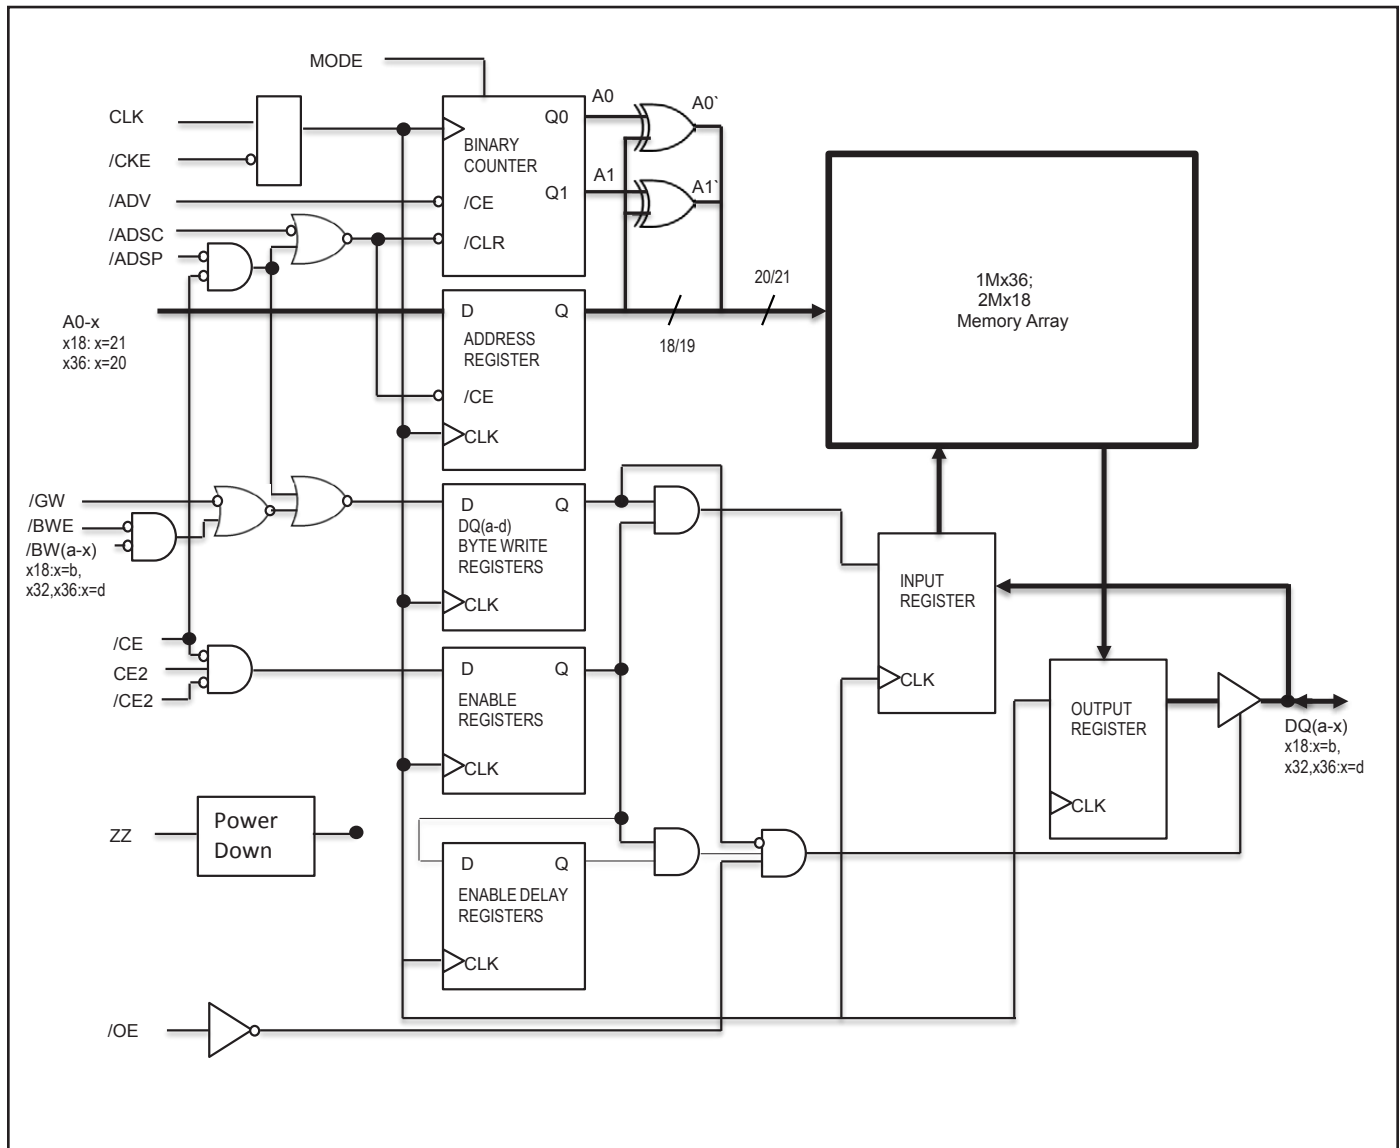 MODE
CLK
/CKE
/ADV
/ADSC
/ADSP
A0-x
x18: x=21
x36: x=20
BINARY
COUNTER
Q0
Q1
/CE
/CLR
A0
A0`
A1
A1`
D
Q
ADDRESS
REGISTER
/CE
CLK
18/19
20/21
1Mx36;
2Mx18
Memory Array
/GW
/BWE
/BW(a-x)
x18:x=b,
x32,x36:x=d
D
Q
DQ(a-d)
BYTE WRITE
REGISTERS
CLK
INPUT
REGISTER
CLK
/CE
CE2
/CE2
D
Q
ENABLE
REGISTERS
CLK
OUTPUT
REGISTER
CLK
DQ(a-x)
x18:x=b,
x32,x36:x=d
ZZ
Power
Down
D
Q
ENABLE DELAY
REGISTERS
CLK
/OE